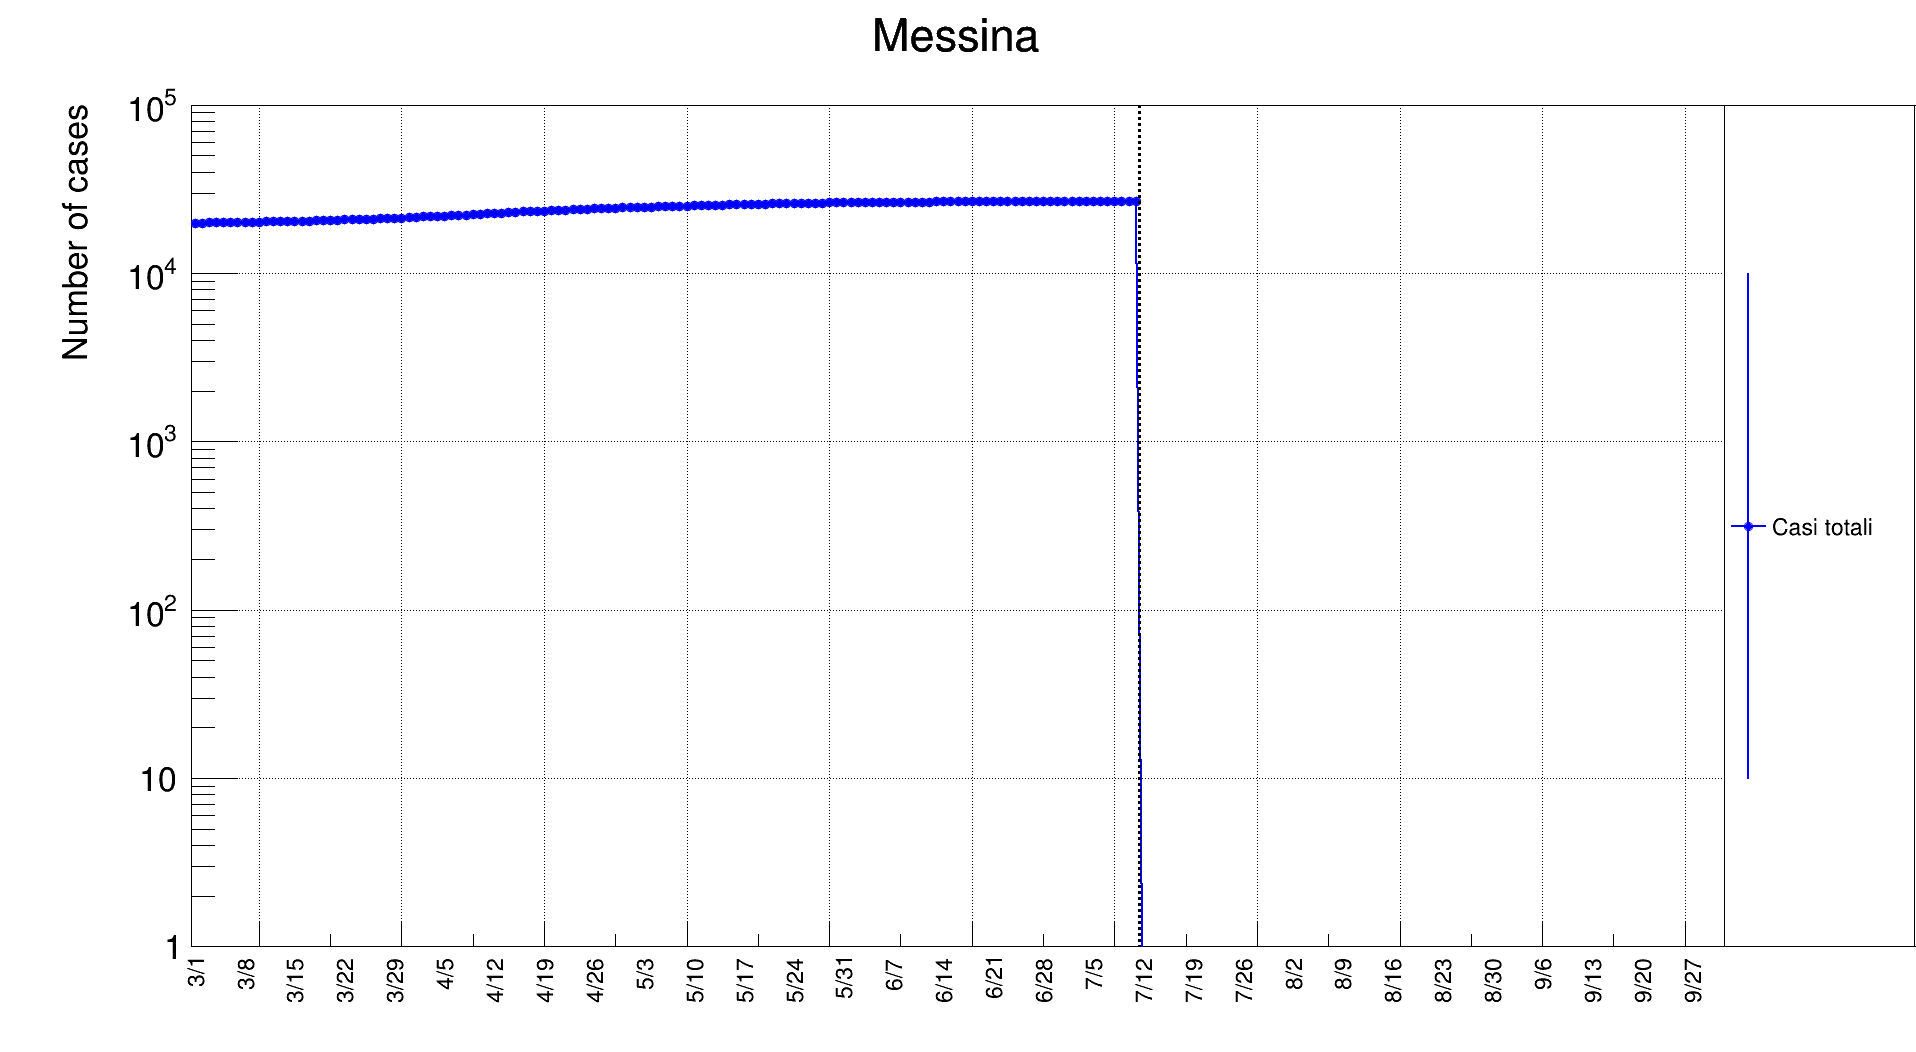 Messina
Number of cases
10^5
10^4
10^3
10^2
10
1
3/1 3/8 3/15 3/22 3/29 4/5 4/12 4/19 4/26 5/3 5/10 5/17 5/24 5/31 6/7 6/14 6/21 6/28 7/5 7/12 7/19 7/26 8/2 8/9 8/16 8/23 8/30 9/6 9/13 9/20 9/27
Casi totali